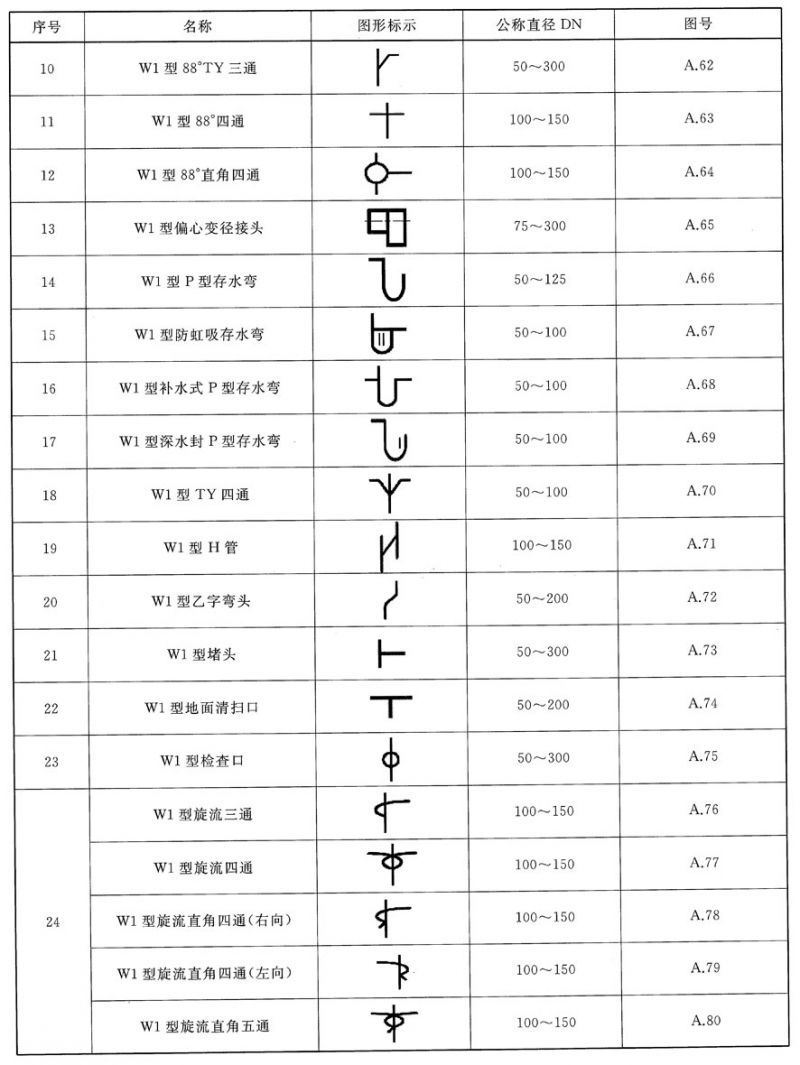 序号 名称 图形标示 公称直径 DN 图号
10 W1 型 88°TY 三通 50～300 A.62
11 W1 型 88°四通 100～150 A.63
12 W1 型 88°直角四通 100～150 A.64
13 W1 型偏心变径接头 75～300 A.65
14 W1 型 P 型存水弯 50～125 A.66
15 W1 型防虹吸存水弯 50～100 A.67
16 W1 型补水式 P 型存水弯 50～100 A.68
17 W1 型深水封 P 型存水弯 50～100 A.69
18 W1 型 TY 四通 50～100 A.70
19 W1 型 H 管 100～150 A.71
20 W1 型乙字弯头 50～200 A.72
21 W1 型堵头 50～300 A.73
22 W1 型地面清扫口 50～200 A.74
23 W1 型检查口 50～300 A.75
24 W1 型旋流三通 100～150 A.76
W1 型旋流四通 100～150 A.77
W1 型旋流直角四通(右向) 100～150 A.78
W1 型旋流直角四通(左向) 100～150 A.79
W1 型旋流直角五通 100～150 A.80